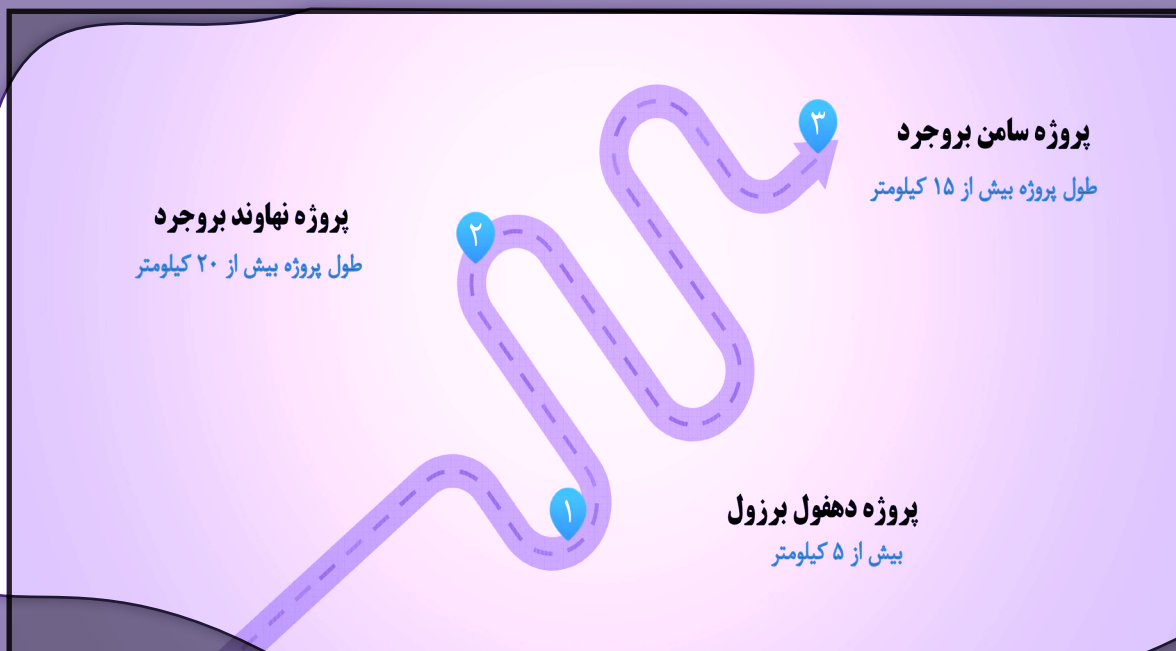 ۳
پروژه سامن بروجرد
طول پروژه بیش از ۱۵ کیلومتر
پروژه نهاوند بروجرد
طول پروژه بیش از ۲۰ کیلومتر
۲
۱
پروژه دهفول برزول
بیش از ۵ کیلومتر